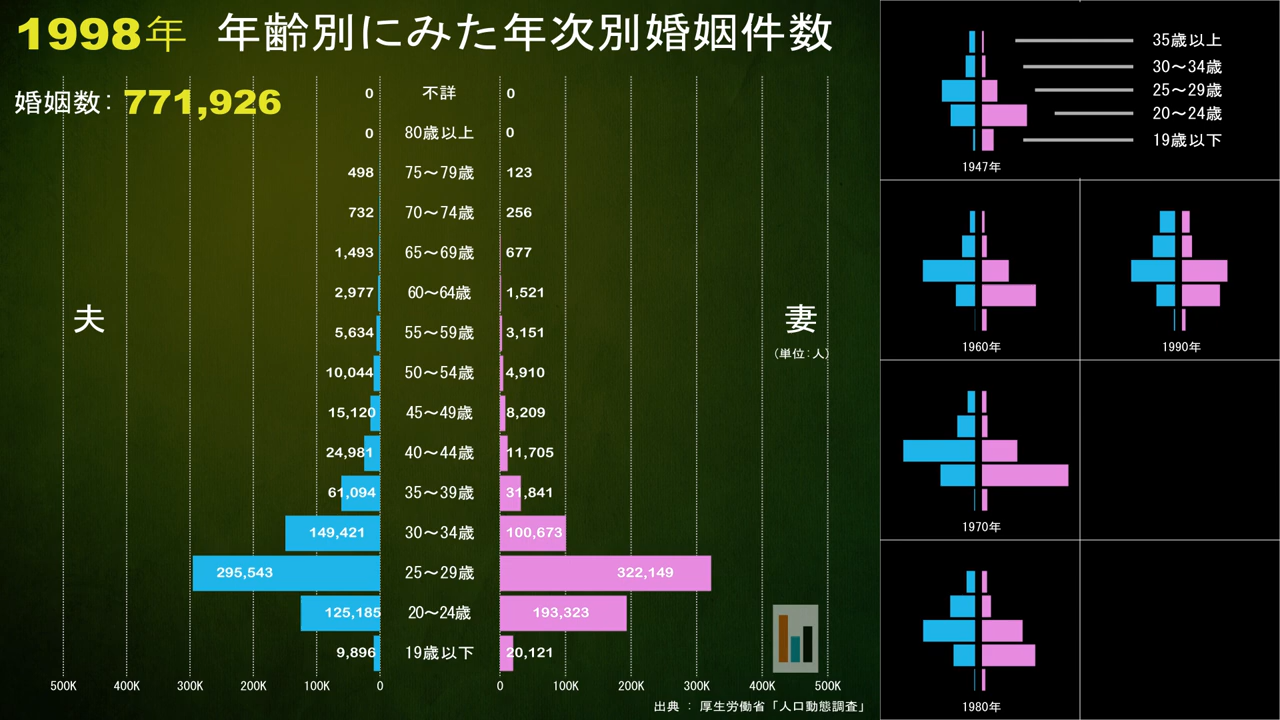 1998年 年齢別にみた年次別婚姻件数
婚姻数: 771,926
0 不詳 0
0 80歳以上 0
498 75～79歳 123
732 70～74歳 256
1,493 65～69歳 677
2,977 60～64歳 1,521
夫
妻
5,634 55～59歳 3,151
(単位:人)
10,044 50～54歳 4,910
15,120 45～49歳 8,209
24,981 40～44歳 11,705
61,094 35～39歳 31,841
149,421 30～34歳 100,673
295,543 25～29歳 322,149
125,185 20～24歳 193,323
9,896 19歳以下 20,121
500K 400K 300K 200K 100K 0 0 100K 200K 300K 400K 500K
出典 : 厚生労働省「人口動態調査」
35歳以上
30～34歳
25～29歳
20～24歳
19歳以下
1947年
1960年
1990年
1970年
1980年